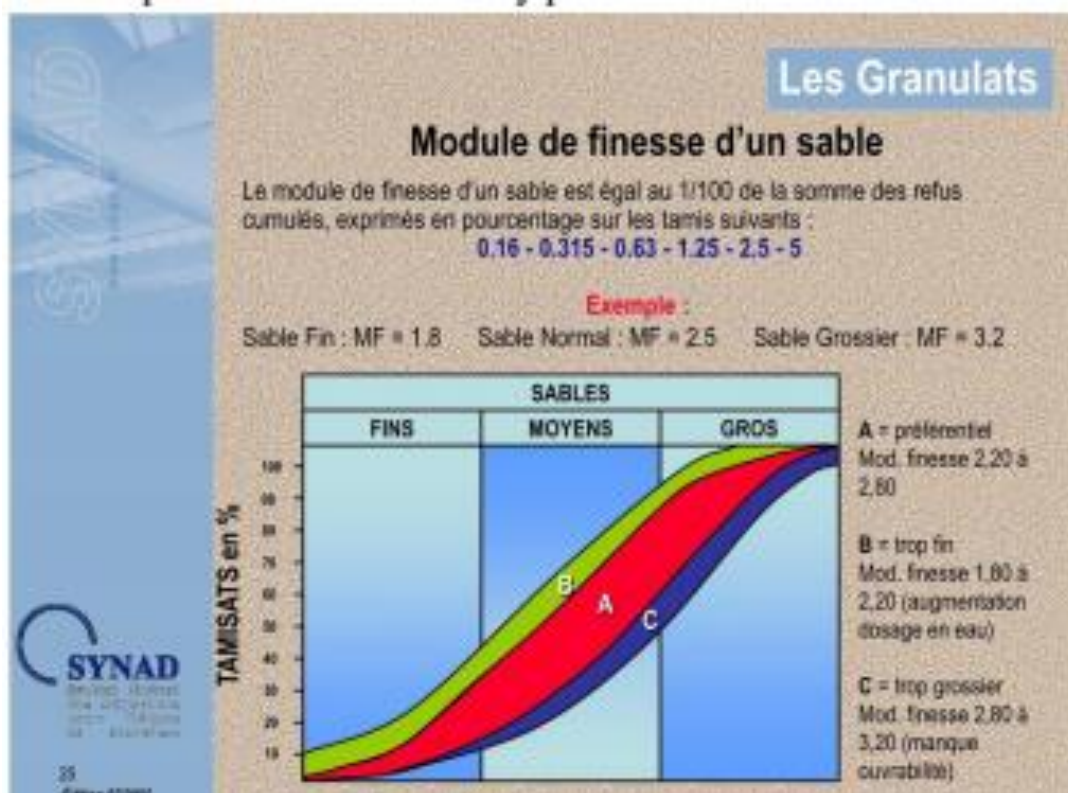 Les Granulats
Module de finesse d'un sable
Le module de finesse d'un sable est égal au 1/100 de la somme des refus
cumulés, exprimés en pourcentage sur les tamis suivants :
0.16 - 0.315 - 0.63 - 1.25 - 2.5 - 5
Exemple :
Sable Fin : MF = 1.8 Sable Normal : MF = 2.5 Sable Grossier : MF = 3.2
SABLES
FINS MOYENS GROS
TAMISATS en %
100
90
80
70
60
50
40
30
20
10
B
A
C
A = préférentiel
Mod. finesse 2,20 à
2,80
B = trop fin
Mod. finesse 1,80 à
2,20 (augmentation
dosage en eau)
C = trop grossier
Mod. finesse 2,80 à
3,20 (manque
ouvrabilité)
SYNAD
SYNAD
25